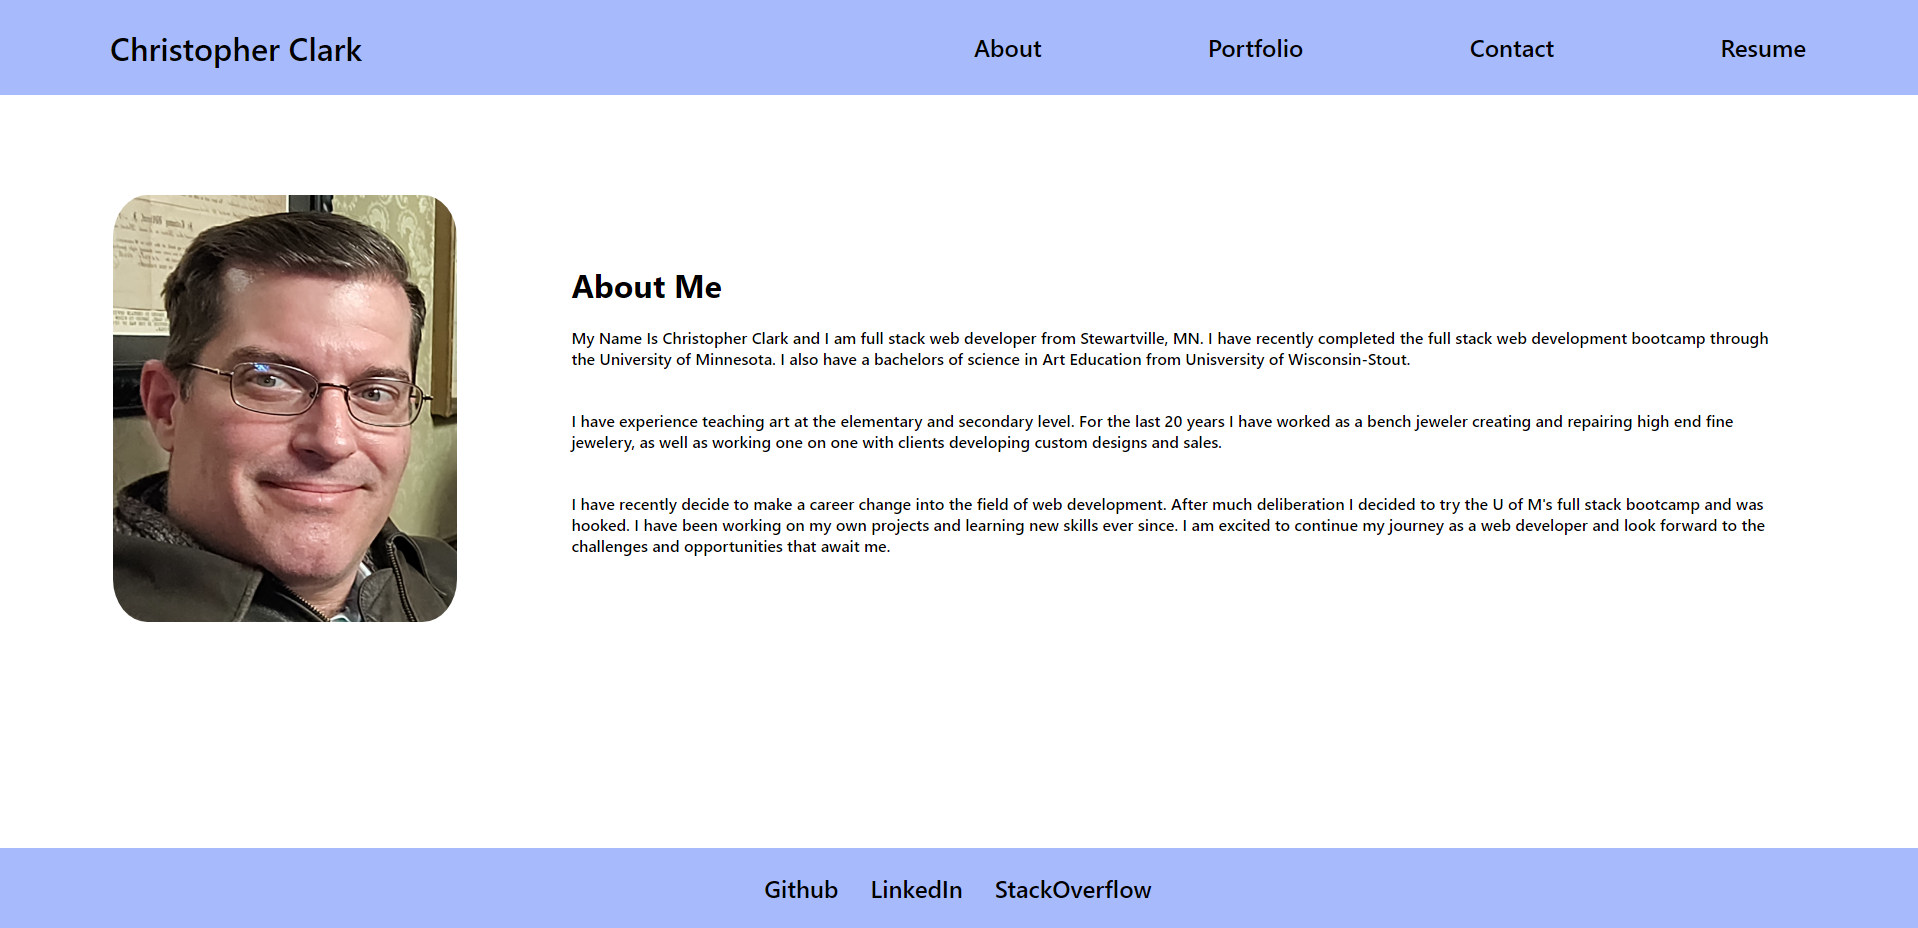 Christopher Clark
About
Portfolio
Contact
Resume
About Me
My Name Is Christopher Clark and I am full stack web developer from Stewartville, MN. I have recently completed the full stack web development bootcamp through
the University of Minnesota. I also have a bachelors of science in Art Education from Unisversity of Wisconsin-Stout.
I have experience teaching art at the elementary and secondary level. For the last 20 years I have worked as a bench jeweler creating and repairing high end fine
jewelery, as well as working one on one with clients developing custom designs and sales.
I have recently decide to make a career change into the field of web development. After much deliberation I decided to try the U of M's full stack bootcamp and was
hooked. I have been working on my own projects and learning new skills ever since. I am excited to continue my journey as a web developer and look forward to the
challenges and opportunities that await me.
Github
LinkedIn
StackOverflow